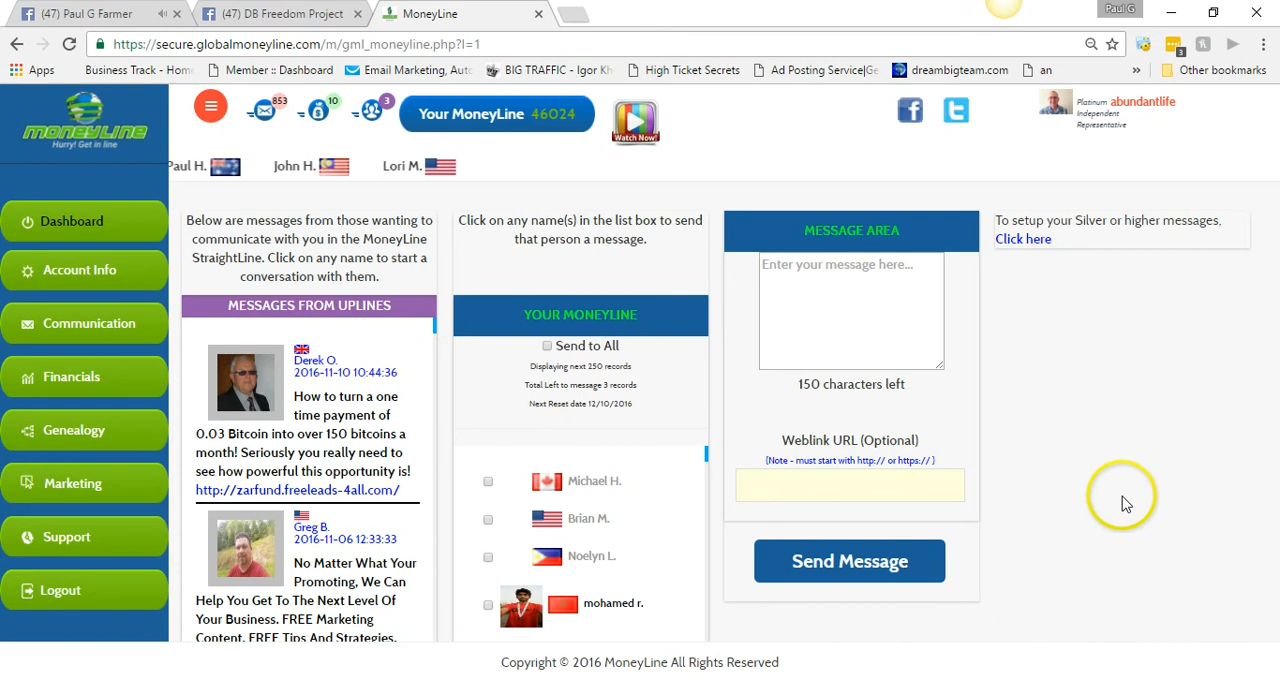 (47) Paul G Farmer
(47) DB Freedom Project
MoneyLine
Paul G
https://secure.globalmoneyline.com/m/gml_moneyline.php?l=1
3
Apps
Business Track - Hom
Member :: Dashboard
Email Marketing, Aut
BIG TRAFFIC - Igor Kh
High Ticket Secrets
Ad Posting Service|Ge
dreambigteam.com
an
»
Other bookmarks
MONEYLINE
Hurry! Get in line
853
10
3
Your MoneyLine 46024
Watch Now!
Platinum abundantlife
Independent
Representative
Paul H.
John H.
Lori M.
Dashboard
Account Info
Communication
Financials
Genealogy
Marketing
Support
Logout
Below are messages from those wanting to
communicate with you in the MoneyLine
StraightLine. Click on any name to start a
conversation with them.
MESSAGES FROM UPLINES
Derek O.
2016-11-10 10:44:36
How to turn a one
time payment of
0.03 Bitcoin into over 150 bitcoins a
month! Seriously you really need to
see how powerful this opportunity is!
http://zarfund.freeleads-4all.com/
Greg B.
2016-11-06 12:33:33
No Matter What Your
Promoting, We Can
Help You Get To The Next Level Of
Your Business. FREE Marketing
Content, FREE Tips And Strategies,
Click on any name(s) in the list box to send
that person a message.
YOUR MONEYLINE
Send to All
Displaying next 250 records
Total Left to message 3 records
Next Reset date 12/10/2016
Michael H.
Brian M.
Noelyn L.
mohamed r.
MESSAGE AREA
Enter your message here...
150 characters left
Weblink URL (Optional)
{Note - must start with http:// or https:// }
Send Message
To setup your Silver or higher messages,
Click here
Copyright © 2016 MoneyLine All Rights Reserved